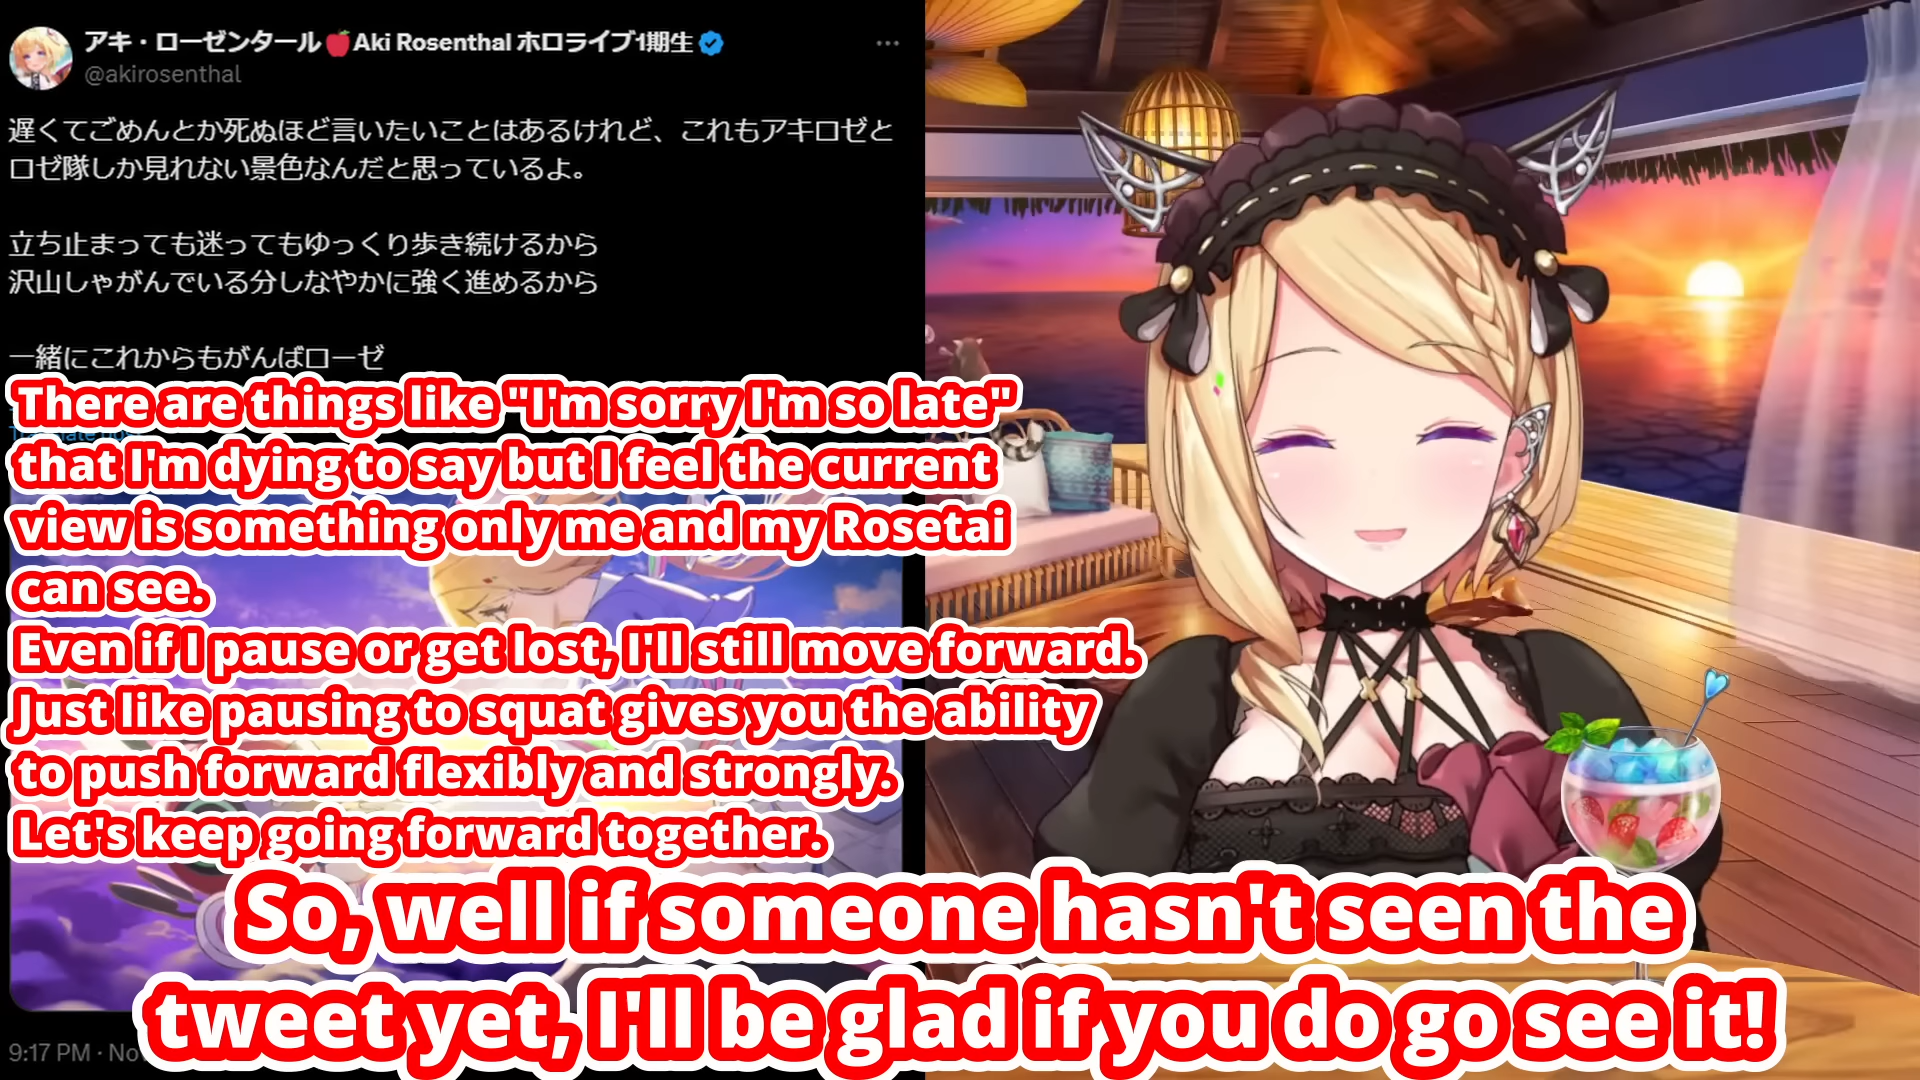 アキ・ローゼンタール🍎Aki Rosenthal ホロライブ1期生
@akirosenthal
遅くてごめんとか死ぬほど言いたいことはあるけれど、これもアキロゼと
ロゼ隊しか見れない景色なんだと思っているよ。
立ち止まっても迷ってもゆっくり歩き続けるから
沢山しゃがんでいる分しなやかに強く進めるから
一緒にこれからもがんばローゼ
There are things like "I'm sorry I'm so late"
that I'm dying to say but I feel the current
view is something only me and my Rosetai
can see.
Even if I pause or get lost, I'll still move forward.
Just like pausing to squat gives you the ability
to push forward flexibly and strongly.
Let's keep going forward together.
So, well if someone hasn't seen the
tweet yet, I'll be glad if you do go see it!
9:17 PM ·